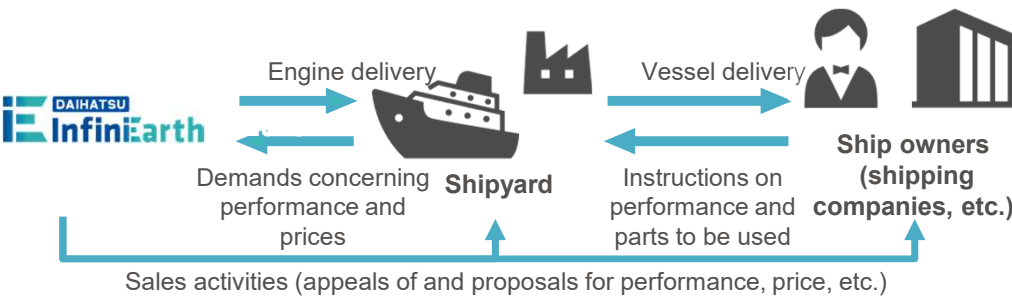 Engine delivery
Vessel delivery
DAIHATSU
InfiniEarth
Demands concerning
performance and
prices
Shipyard
Instructions on
performance and
parts to be used
Ship owners
(shipping
companies, etc.)
Sales activities (appeals of and proposals for performance, price, etc.)